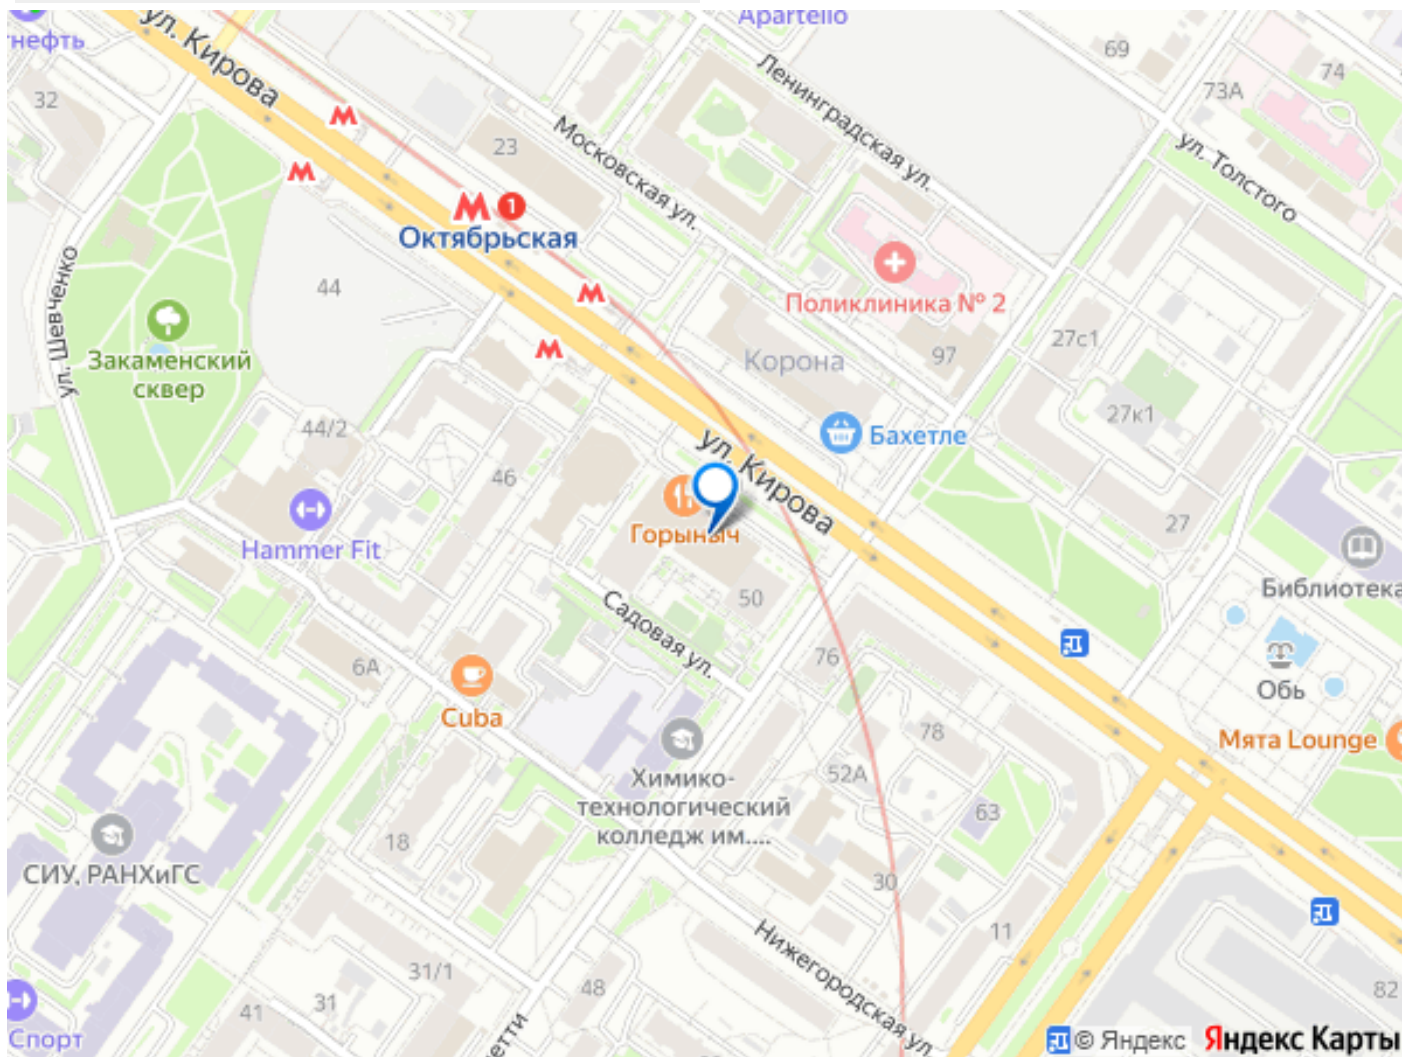 Apartello
нефть
ул. Кирова
69
74
73А
32
Ленинградская ул.
Московская ул.
23
ул. Толстого
1
Октябрьская
ул. Шевченко
44
Поликлиника № 2
Закаменский
сквер
Корона
97
27с1
27к1
44/2
Бахетле
46
ул. Кирова
27
Горыныч
Hammer Fit
Библиотека
50
Садовая ул.
76
6А
Обь
Cuba
78
Мята Lounge
Химико-
технологический
колледж им....
52А
63
18
СИУ, РАНХиГС
30
11
Нижегородская ул.
31/1
31
48
41
82
Спорт
етти
© Яндекс
Яндекс Карты